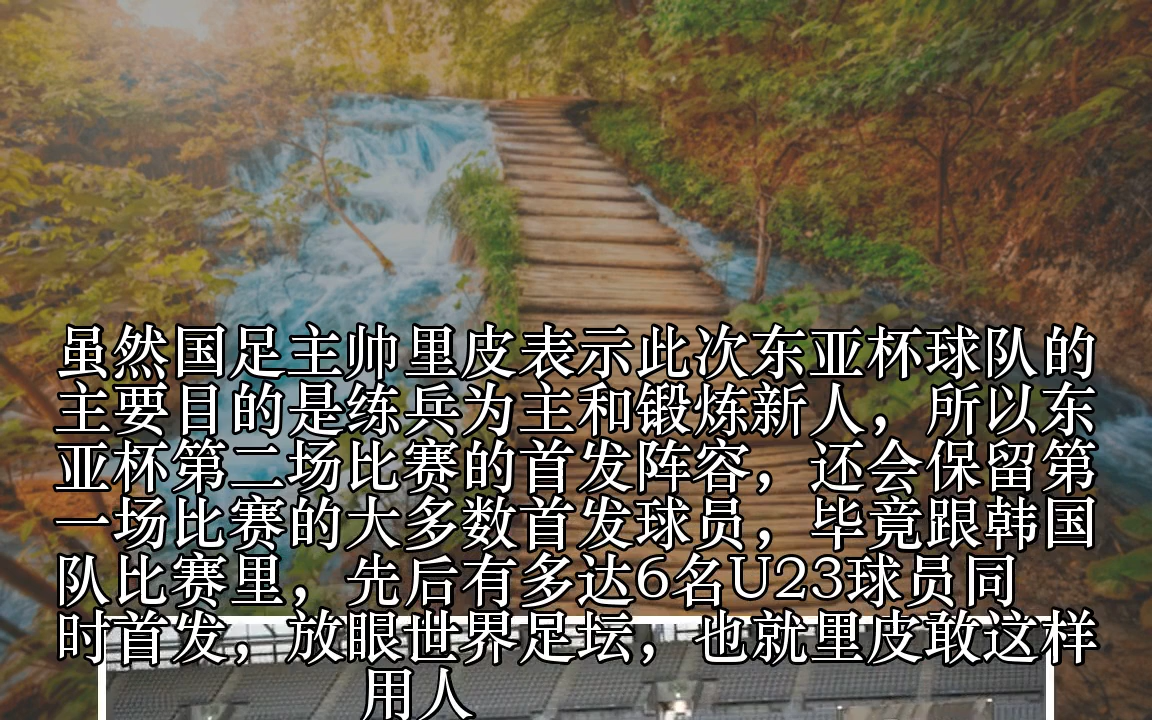 虽然国足主帅里皮表示此次东亚杯球队的
主要目的是练兵为主和锻炼新人，所以东
亚杯第二场比赛的首发阵容，还会保留第
一场比赛的大多数首发球员，毕竟跟韩国
队比赛里，先后有多达6名U23球员同
时首发，放眼世界足坛，也就里皮敢这样
用人